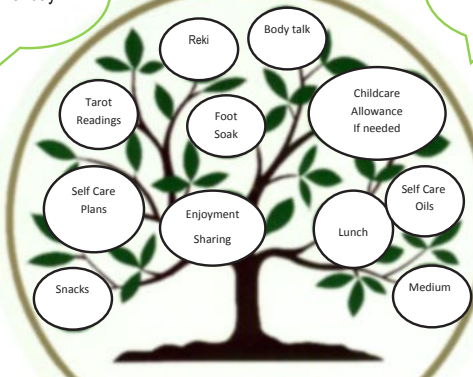 Reki
Body talk
Tarot
Readings
Foot
Soak
Childcare
Allowance
If needed
Self Care
Plans
Enjoyment
Sharing
Lunch
Self Care
Oils
Snacks
Medium